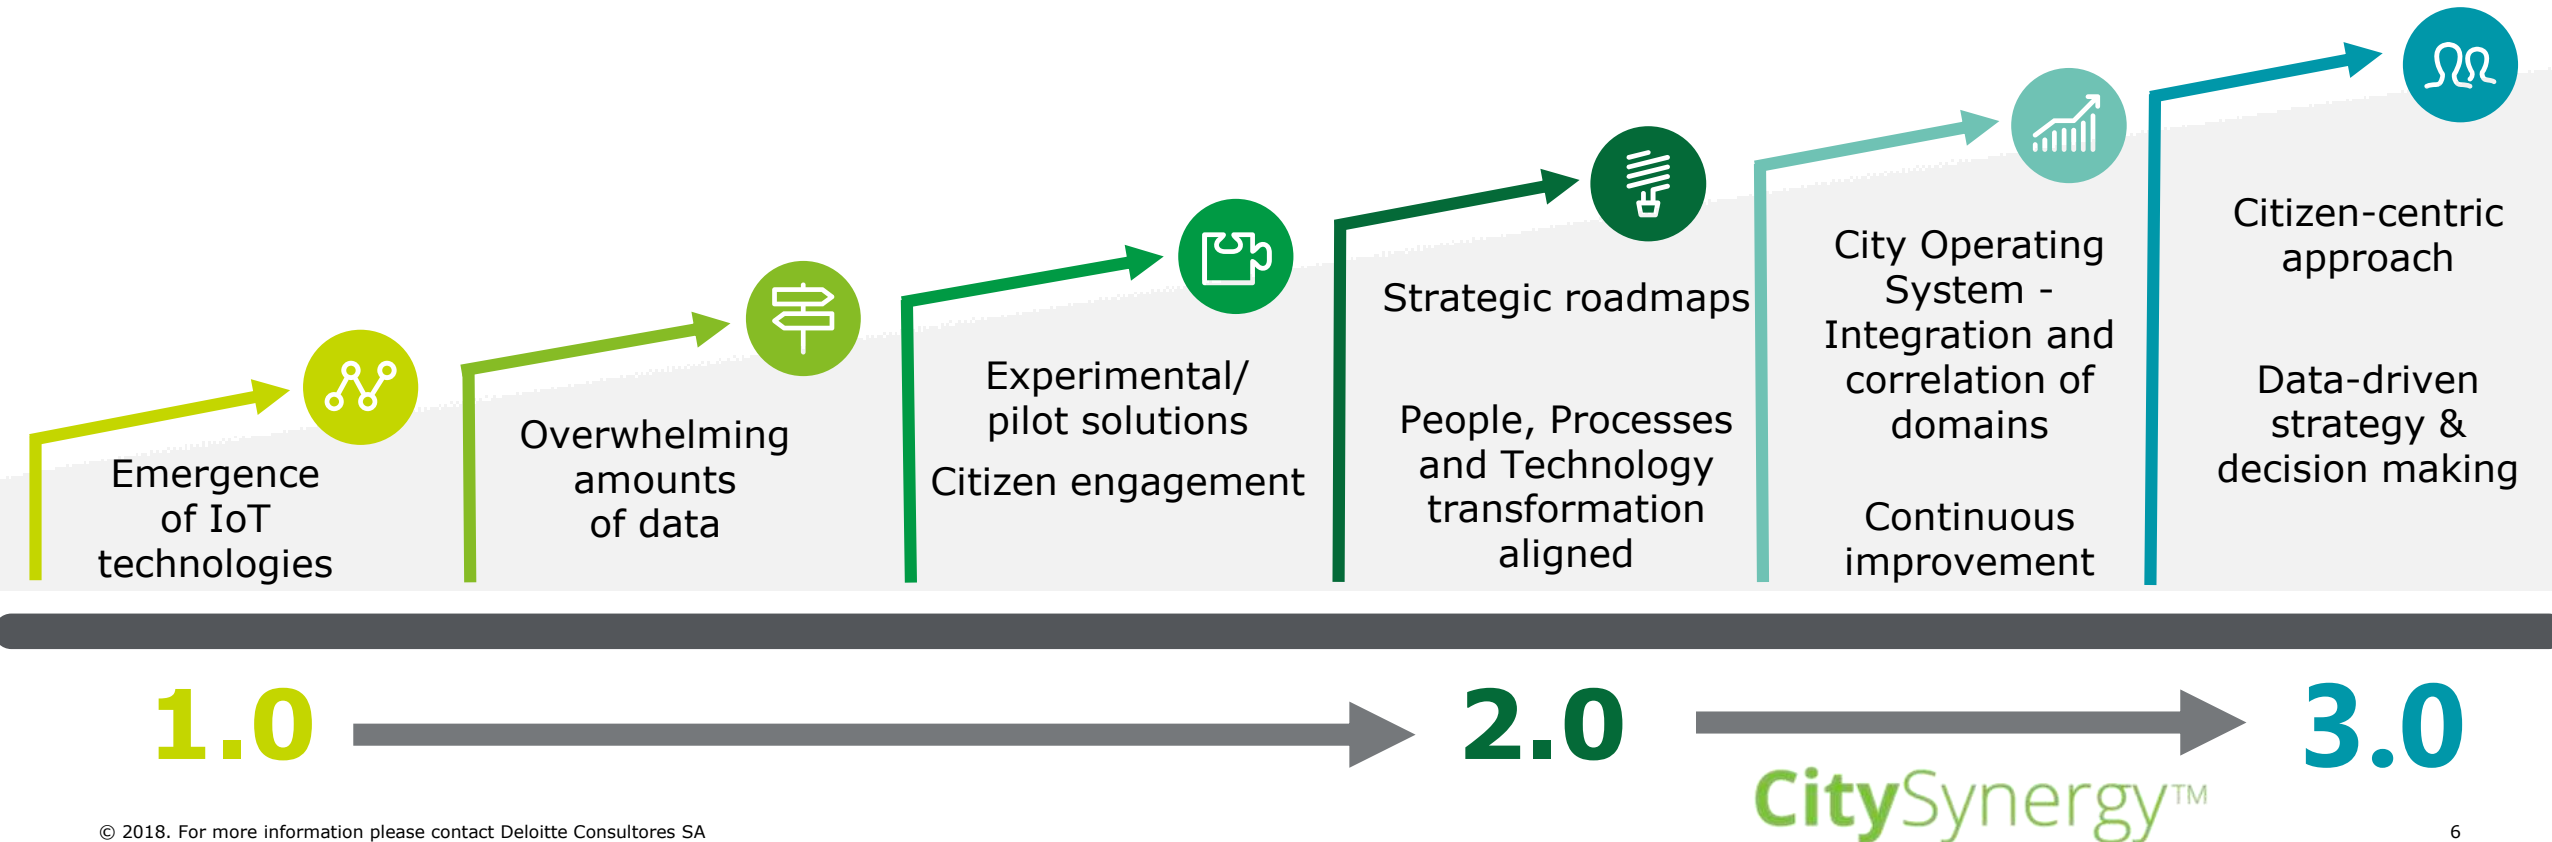 Emergence
of IoT
technologies
Overwhelming
amounts
of data
Experimental/
pilot solutions
Citizen engagement
Strategic roadmaps
People, Processes
and Technology
transformation
aligned
City Operating
System -
Integration and
correlation of
domains
Continuous
improvement
Citizen-centric
approach
Data-driven
strategy &
decision making
1.0
2.0
3.0
CitySynergy™
© 2018. For more information please contact Deloitte Consultores SA
6